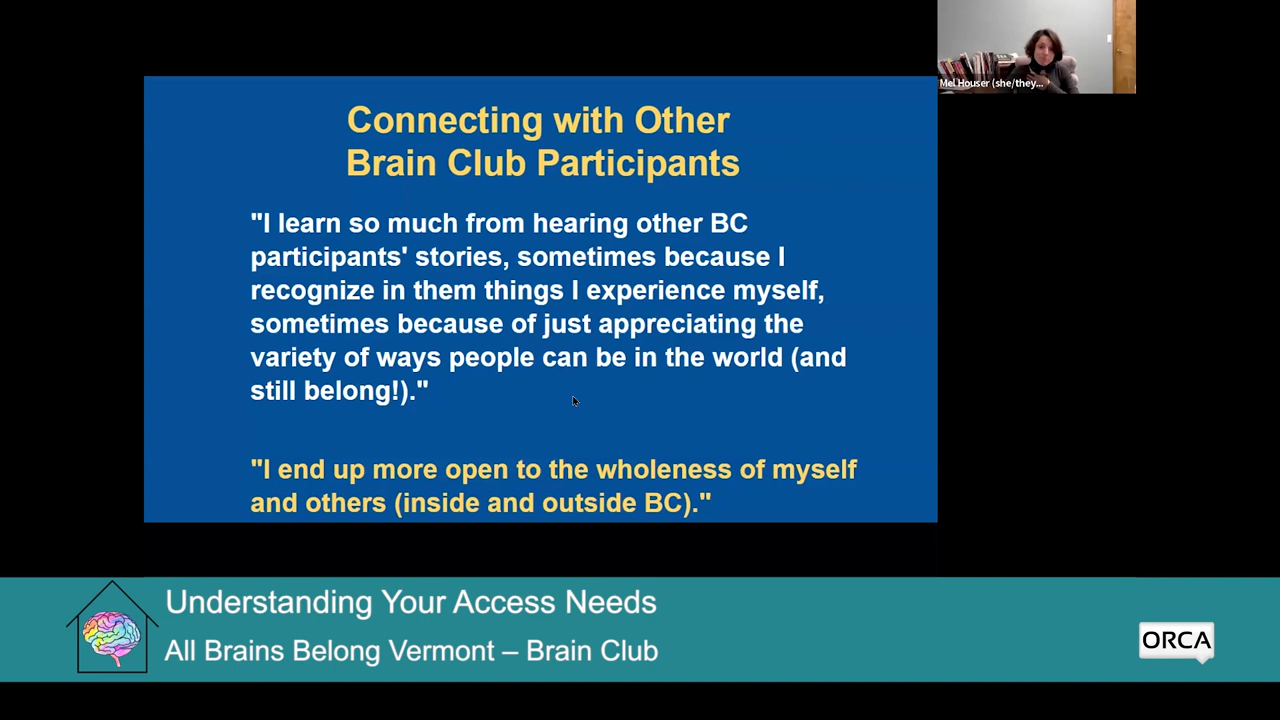 Mel Houser (she/they...
Connecting with Other
Brain Club Participants
"I learn so much from hearing other BC
participants' stories, sometimes because I
recognize in them things I experience myself,
sometimes because of just appreciating the
variety of ways people can be in the world (and
still belong!)."
"I end up more open to the wholeness of myself
and others (inside and outside BC)."
Understanding Your Access Needs
All Brains Belong Vermont – Brain Club
ORCA